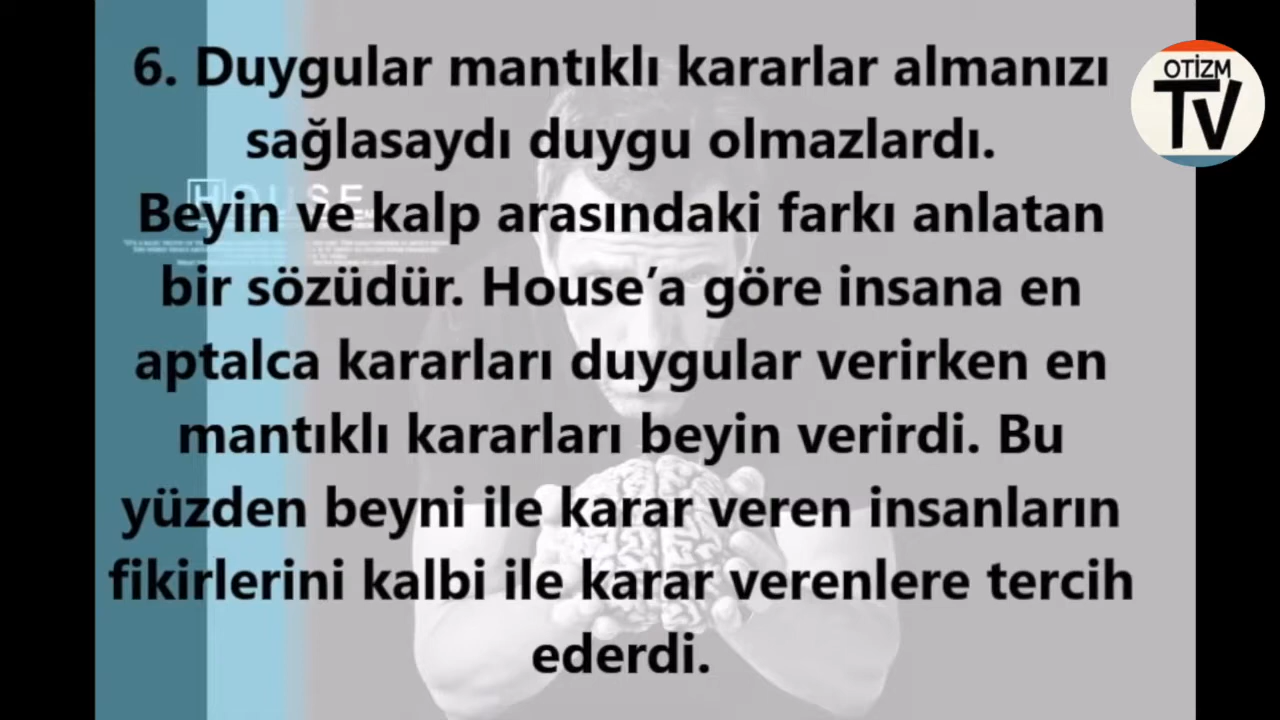 6. Duygular mantıklı kararlar almanızı
sağlasaydı duygu olmazlardı.
Beyin ve kalp arasındaki farkı anlatan
bir sözüdür. House’a göre insana en
aptalca kararları duygular verirken en
mantıklı kararları beyin verirdi. Bu
yüzden beyni ile karar veren insanların
fikirlerini kalbi ile karar verenlere tercih
ederdi.
OTİZM
TV
HOUSE